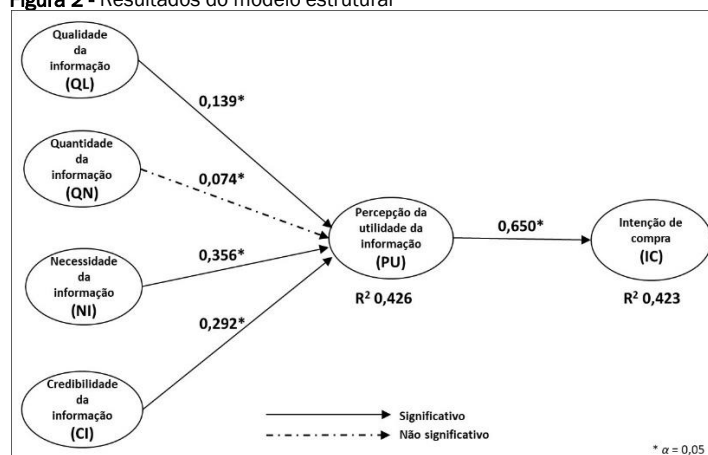 Figura 2 - Resultados do modelo estrutural
Qualidade
da
informação
(QL)
0,139*
Quantidade
da
informação
(QN)
0,074*
Necessidade
da
informação
(NI)
0,356*
Credibilidade
da
informação
(CI)
0,292*
Percepção da
utilidade da
informação
(PU)
R² 0,426
0,650*
Intenção de
compra
(IC)
R² 0,423
Significativo
Não significativo
* α = 0,05